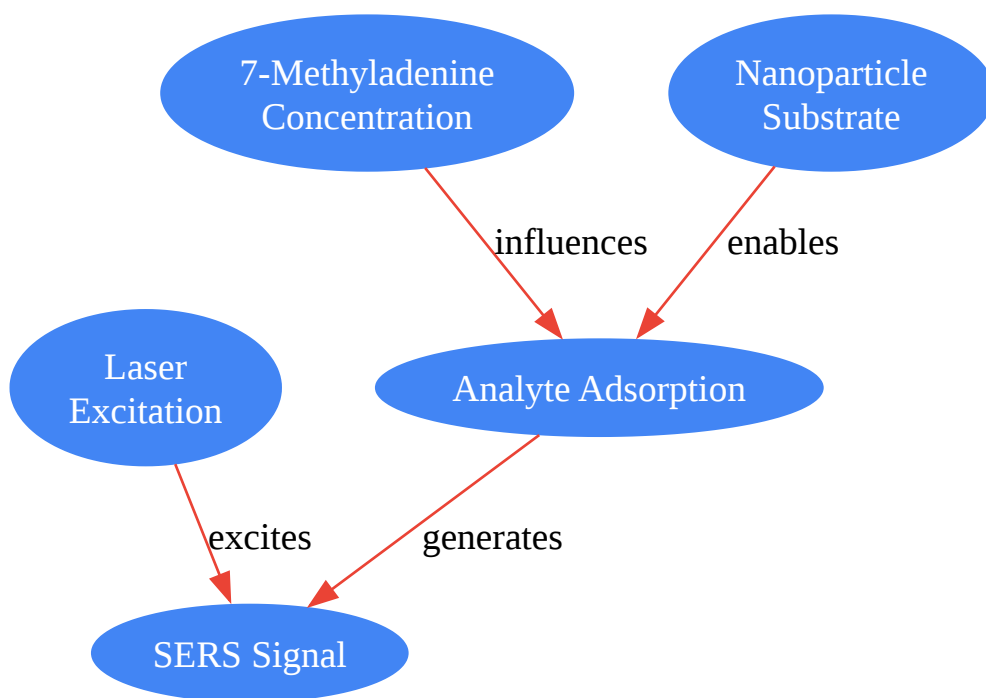 7-Methyladenine
Concentration
Nanoparticle
Substrate
influences
enables
Laser
Excitation
Analyte Adsorption
excites
generates
SERS Signal